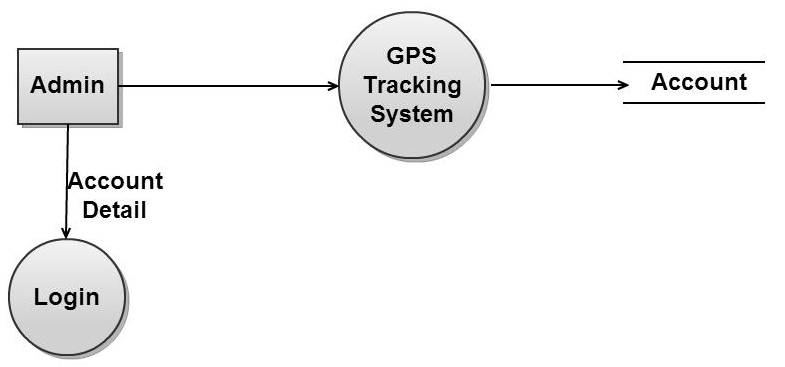 Admin
GPS
Tracking
System
Account
Account
Detail
Login